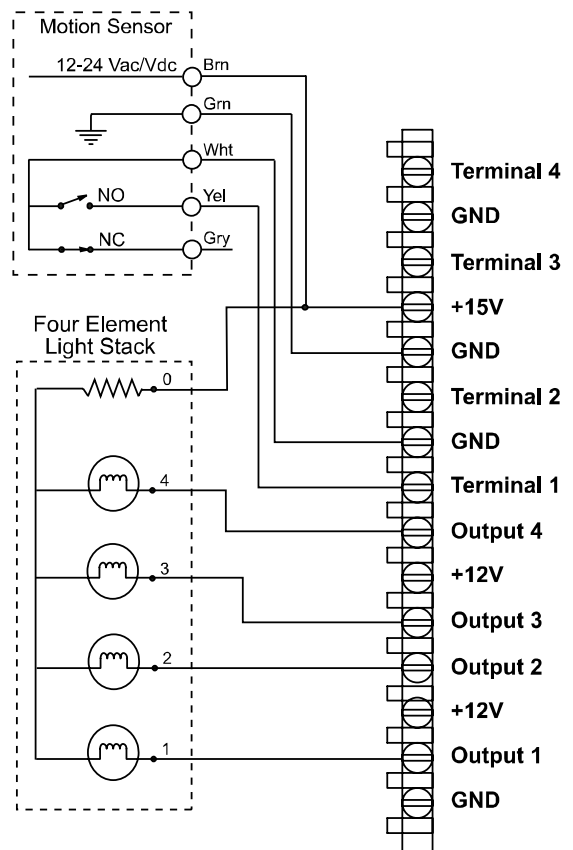 Motion Sensor
12-24 Vac/Vdc
Brn
Grn
Wht
NO
Yel
NC
Gry
Four Element
Light Stack
0
4
3
2
1
Terminal 4
GND
Terminal 3
+15V
GND
Terminal 2
GND
Terminal 1
Output 4
+12V
Output 3
Output 2
+12V
Output 1
GND